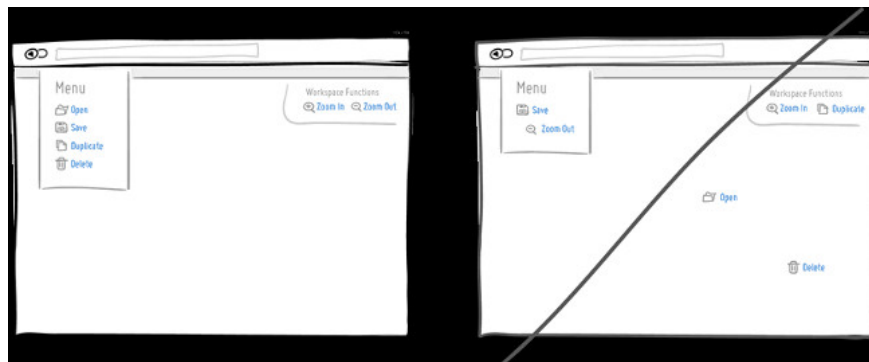 Menu
Open
Save
Duplicate
Delete
Workspace Functions
Zoom In Zoom Out
Menu
Save
Zoom Out
Workspace Functions
Zoom In Duplicate
Open
Delete